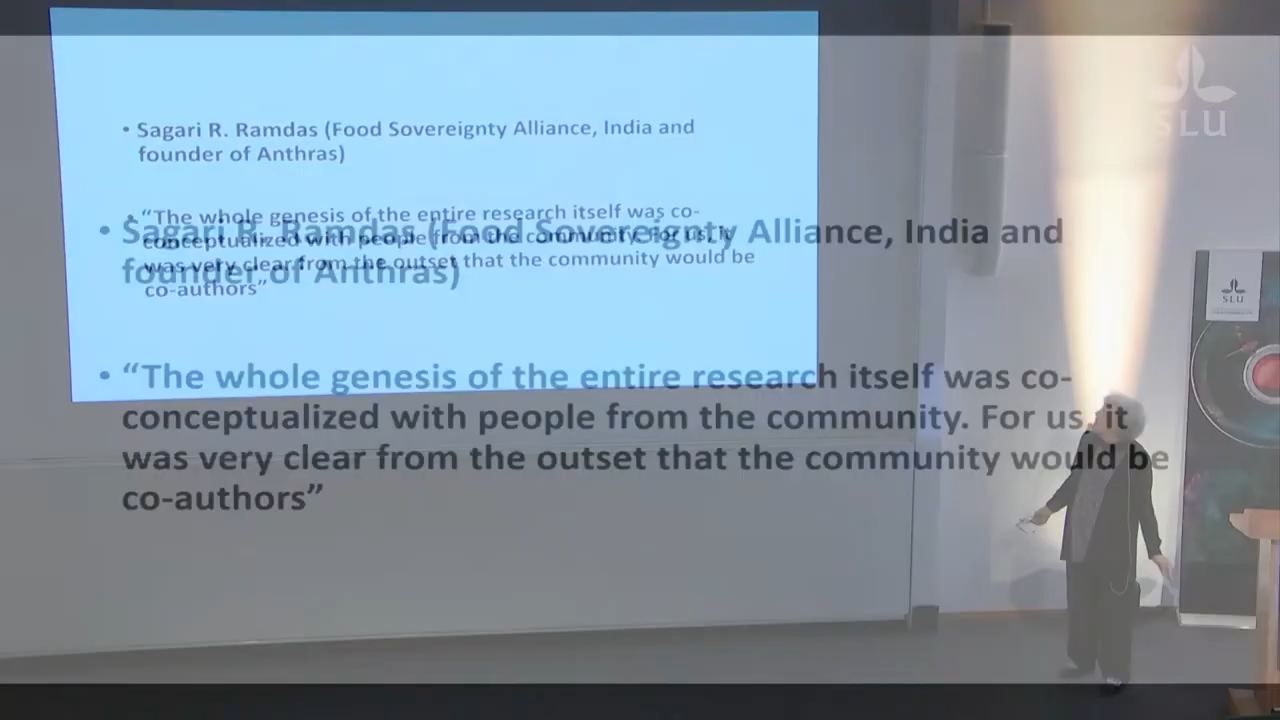 • Sagari R. Ramdas (Food Sovereignty Alliance, India and
founder of Anthras)
• “The whole genesis of the entire research itself was co-
conceptualized with people from the community. For us, it
was very clear from the outset that the community would be
co-authors”
• Sagari R. Ramdas (Food Sovereignty Alliance, India and
founder of Anthras)
• “The whole genesis of the entire research itself was co-
conceptualized with people from the community. For us, it
was very clear from the outset that the community would be
co-authors”
SLU
SLU